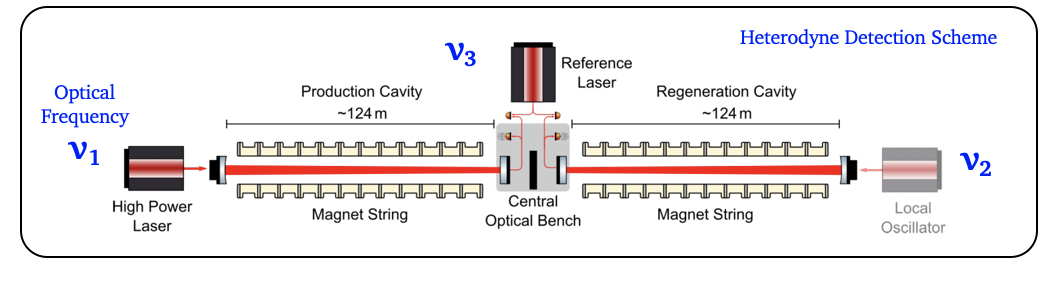 Heterodyne Detection Scheme
ν3
Reference
Laser
Production Cavity
~124 m
Regeneration Cavity
~124 m
Optical
Frequency
ν1
ν2
High Power
Laser
Magnet String
Central
Optical Bench
Magnet String
Local
Oscillator